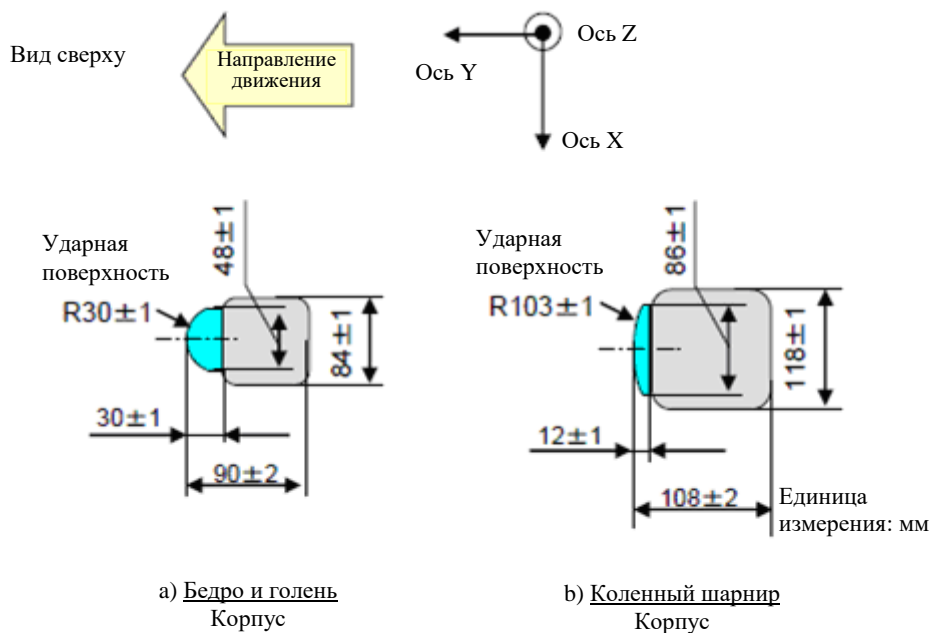 Вид сверху
Направление
движения
Ось Z
Ось Y
Ось X
Ударная
поверхность
48±1
R30±1
84±1
30±1
90±2
Ударная
поверхность
86±1
R103±1
118±1
12±1
108±2
Единица
измерения: мм
a) Бедро и голень
Корпус
b) Коленный шарнир
Корпус